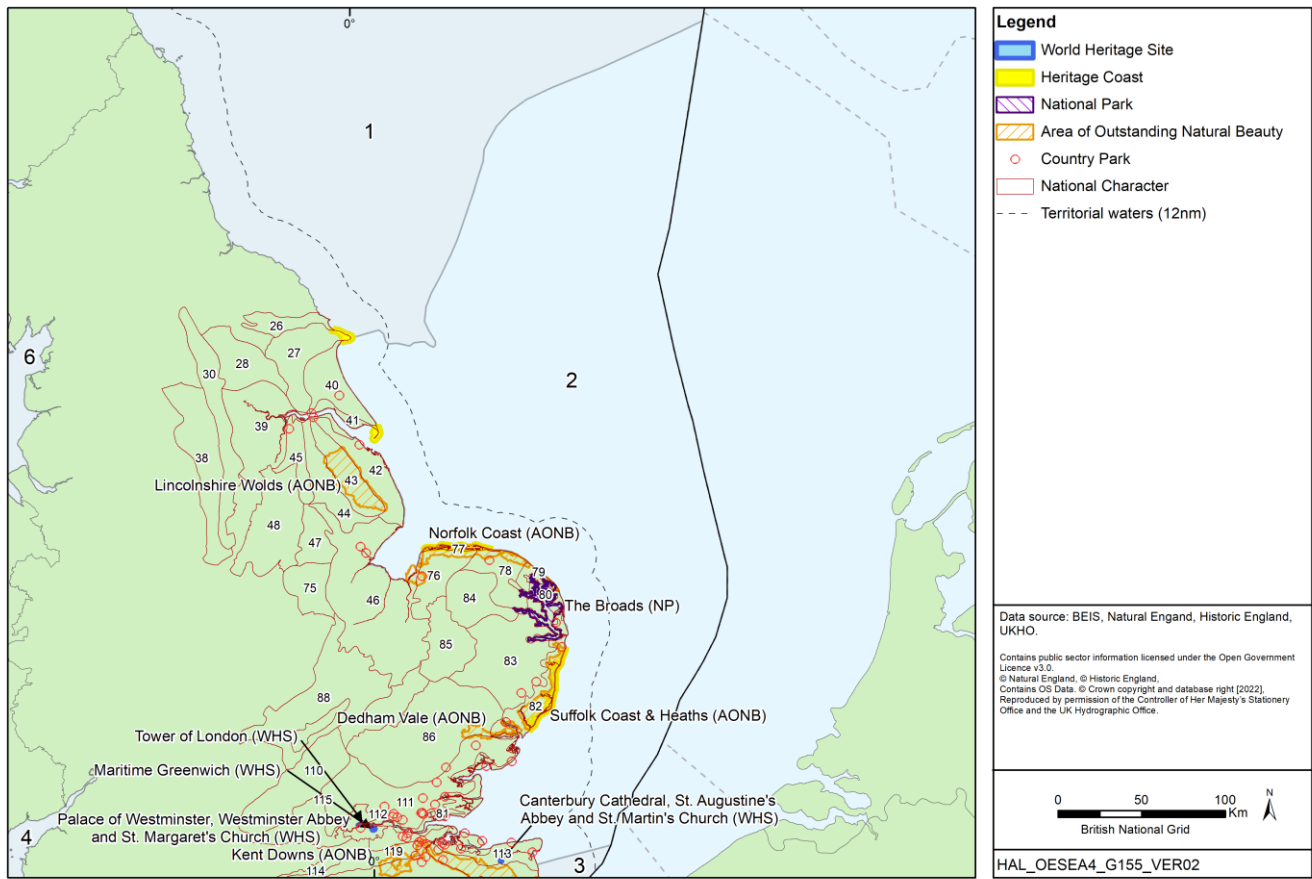 0°
1
6
26
27
28
30
2
40
41
39
38
45
42
43
Lincolnshire Wolds (AONB)
44
48
Norfolk Coast (AONB)
47
77
78
79
76
75
80
46
84
The Broads (NP)
85
83
88
82
Dedham Vale (AONB)
Suffolk Coast & Heaths (AONB)
86
Tower of London (WHS)
Maritime Greenwich (WHS)
110
115
111
112
81
Canterbury Cathedral, St. Augustine's
Abbey and St. Martin's Church (WHS)
Palace of Westminster, Westminster Abbey
and St. Margaret's Church (WHS)
4
Kent Downs (AONB)
119
113
114
0°
3
Legend
World Heritage Site
Heritage Coast
National Park
Area of Outstanding Natural Beauty
Country Park
National Character
Territorial waters (12nm)
Data source: BEIS, Natural Engand, Historic England,
UKHO.
Contains public sector information licensed under the Open Government
Licence v3.0.
© Natural England, © Historic England,
Contains OS Data. © Crown copyright and database right [2022],
Reproduced by permission of the Controller of Her Majesty's Stationery
Office and the UK Hydrographic Office.
0 50 100
Km
N
British National Grid
HAL_OESEA4_G155_VER02